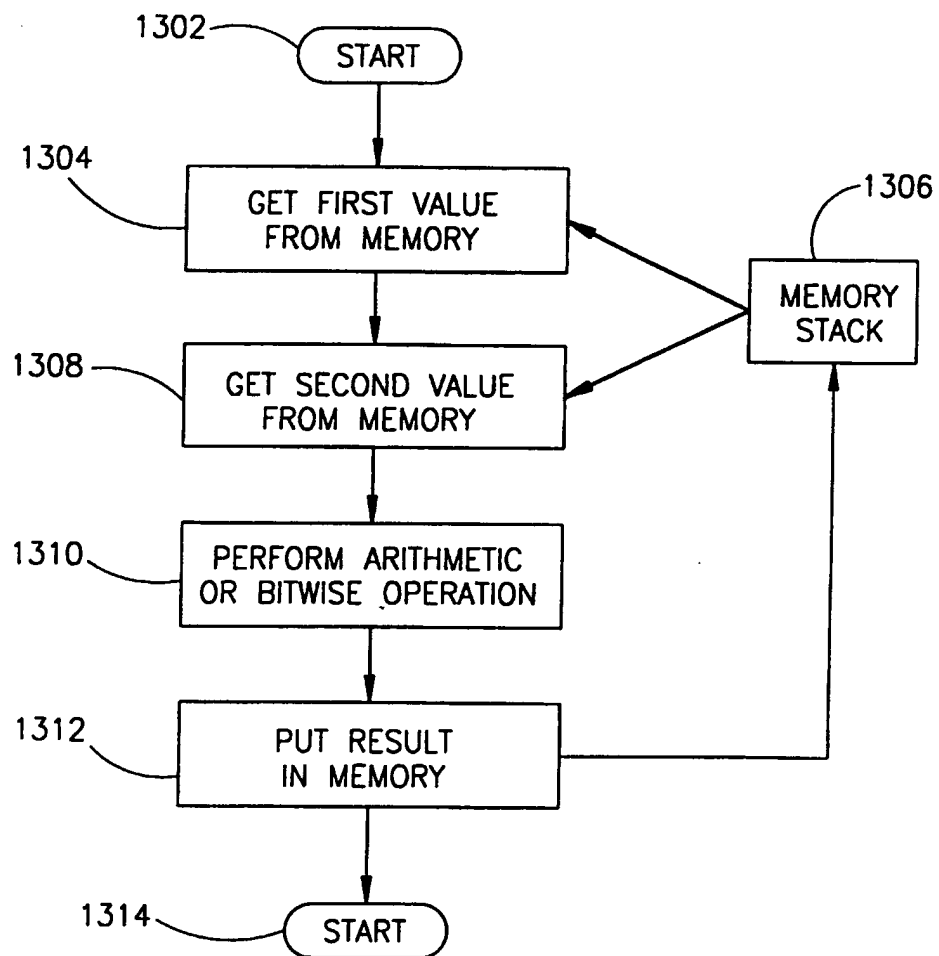 1302
START
1304
GET FIRST VALUE
FROM MEMORY
1306
MEMORY
STACK
1308
GET SECOND VALUE
FROM MEMORY
1310
PERFORM ARITHMETIC
OR BITWISE OPERATION
1312
PUT RESULT
IN MEMORY
1314
START